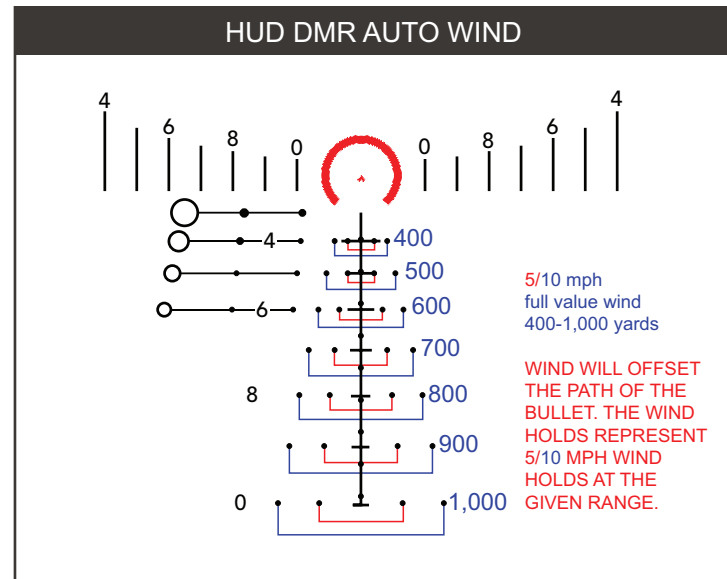 HUD DMR AUTO WIND
4 6 8 0 0 8 6 4
4 400
500
6 600
700
8 800
900
0 1,000
5/10 mph
full value wind
400-1,000 yards
WIND WILL OFFSET
THE PATH OF THE
BULLET. THE WIND
HOLDS REPRESENT
5/10 MPH WIND
HOLDS AT THE
GIVEN RANGE.